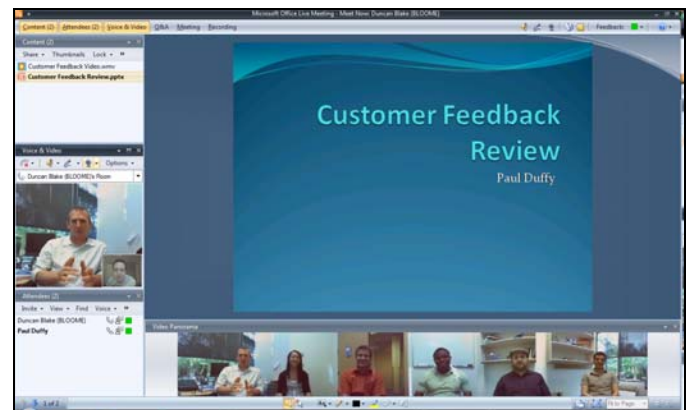 Microsoft Office Live Meeting - Meet Now: Duncan Blake (BLOOME)
Content (2) Attendees (2) Voice & Video Q&A Meeting Recording Feedback:
Content (2)
Share Thumbnails Lock
Customer Feedback Video.wmv
Customer Feedback Review.pptx
Voice & Video
Options
Duncan Blake (BLOOME)'s Room
Attendees (2)
Invite View Find Voice
Duncan Blake (BLOOME)
Paul Duffy
Customer Feedback
Review
Paul Duffy
Video Panorama
1 of 2
Fit to Page